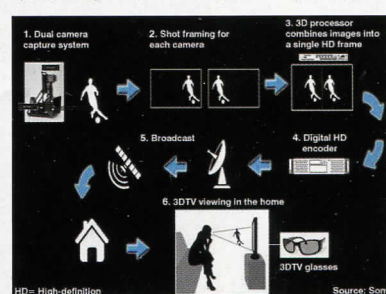 1. Dual camera
capture system
2. Shot framing for
each camera
3. 3D processor
combines images into
a single HD frame
4. Digital HD
encoder
5. Broadcast
6. 3DTV viewing in the home
3DTV glasses
HD= High-definition
Source: